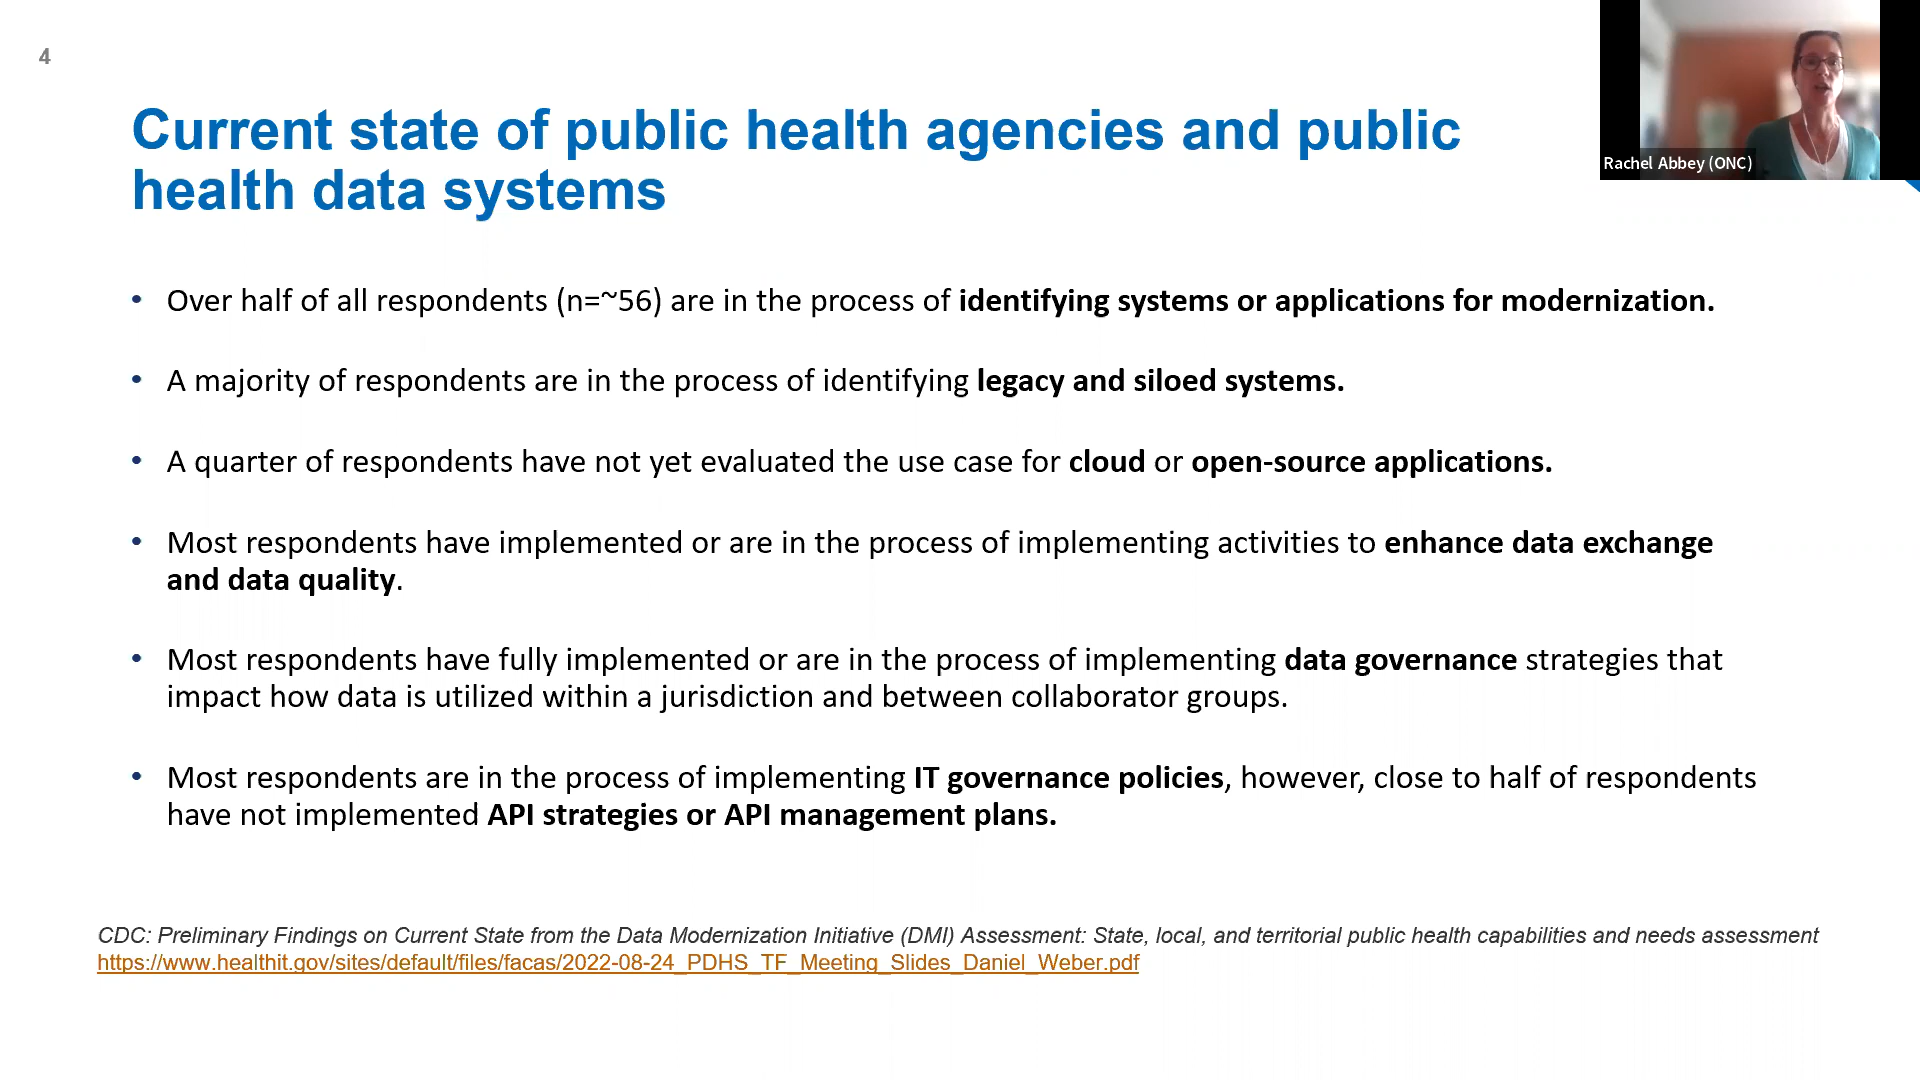 4
Rachel Abbey (ONC)
Current state of public health agencies and public
health data systems
• Over half of all respondents (n=~56) are in the process of identifying systems or applications for modernization.
• A majority of respondents are in the process of identifying legacy and siloed systems.
• A quarter of respondents have not yet evaluated the use case for cloud or open-source applications.
• Most respondents have implemented or are in the process of implementing activities to enhance data exchange
and data quality.
• Most respondents have fully implemented or are in the process of implementing data governance strategies that
impact how data is utilized within a jurisdiction and between collaborator groups.
• Most respondents are in the process of implementing IT governance policies, however, close to half of respondents
have not implemented API strategies or API management plans.
CDC: Preliminary Findings on Current State from the Data Modernization Initiative (DMI) Assessment: State, local, and territorial public health capabilities and needs assessment
https://www.healthit.gov/sites/default/files/facas/2022-08-24_PDHS_TF_Meeting_Slides_Daniel_Weber.pdf